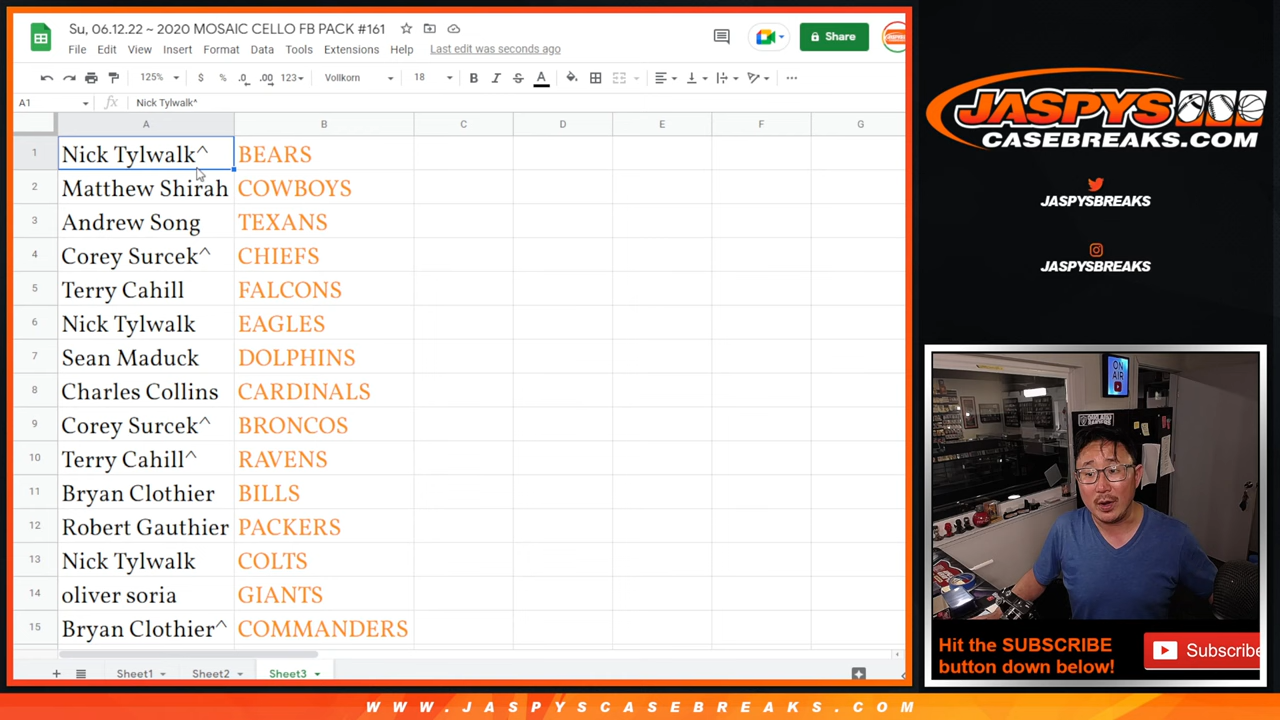 Su, 06.12.22 ~ 2020 MOSAIC CELLO FB PACK #161
File Edit View Insert Format Data Tools Extensions Help Last edit was seconds ago
Share
125% $ % .0 .00 123 Vollkorn 18 B I S A
A1 fx Nick Tylwalk^
A B C D E F G
1 Nick Tylwalk^ BEARS
2 Matthew Shirah COWBOYS
3 Andrew Song TEXANS
4 Corey Surcek^ CHIEFS
5 Terry Cahill FALCONS
6 Nick Tylwalk EAGLES
7 Sean Maduck DOLPHINS
8 Charles Collins CARDINALS
9 Corey Surcek^ BRONCOS
10 Terry Cahill^ RAVENS
11 Bryan Clothier BILLS
12 Robert Gauthier PACKERS
13 Nick Tylwalk COLTS
14 oliver soria GIANTS
15 Bryan Clothier^ COMMANDERS
Sheet1 Sheet2 Sheet3
JASPYS
CASEBREAKS.COM
JASPYSBREAKS
JASPYSBREAKS
ON
AIR
Hit the SUBSCRIBE
button down below!
Subscribe
WWW.JASPYSCASEBREAKS.COM